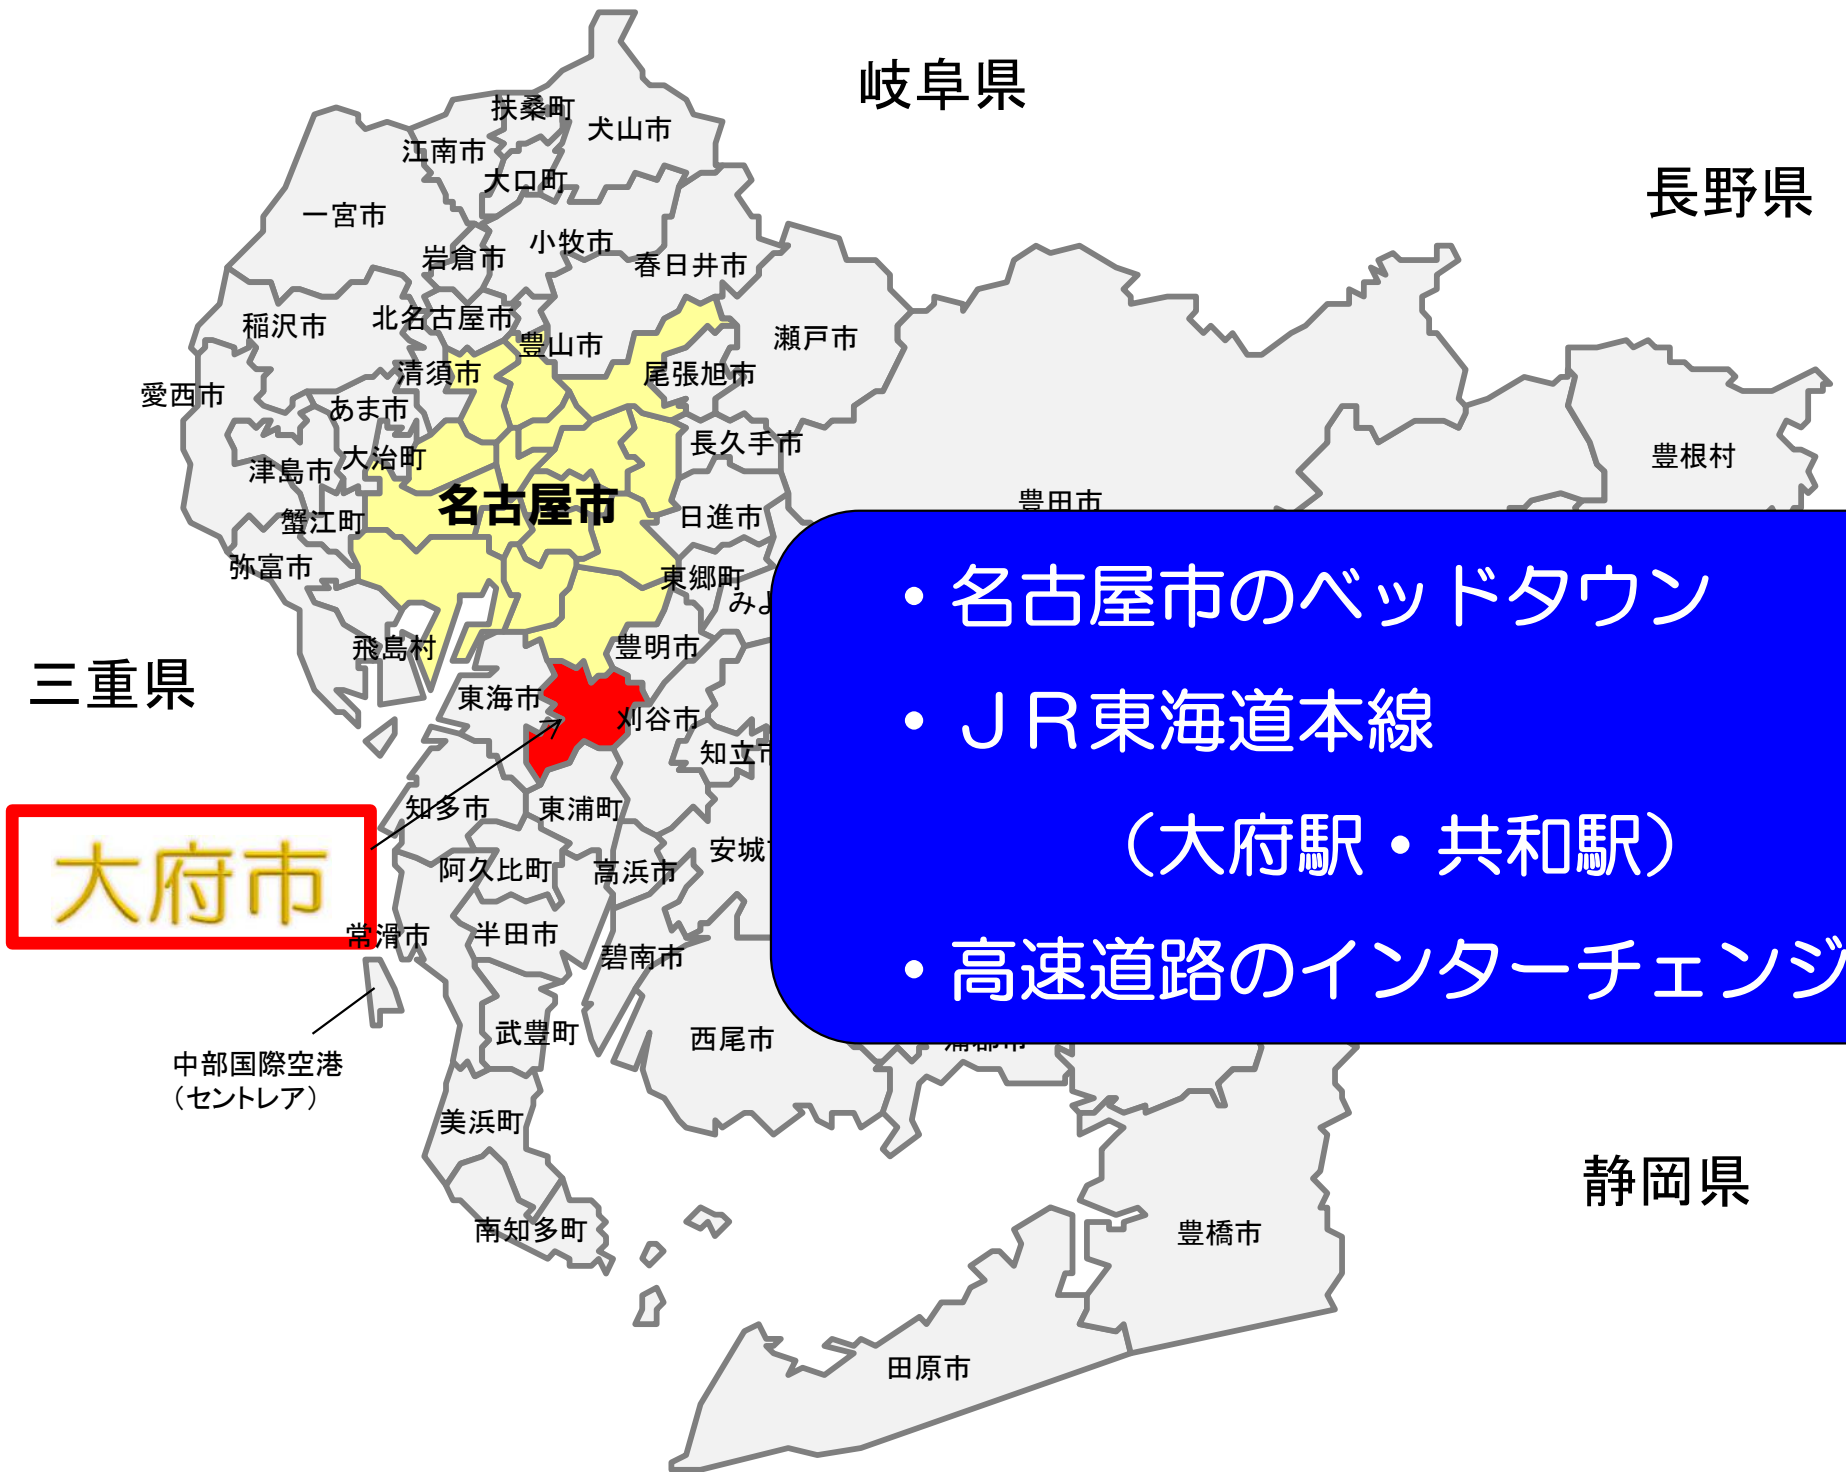 岐阜県
長野県
扶桑町
犬山市
江南市
大口町
一宮市
小牧市
岩倉市
春日井市
稲沢市
北名古屋市
豊山市
瀬戸市
清須市
尾張旭市
愛西市
あま市
長久手市
大治町
津島市
豊根村
名古屋市
豊田市
日進市
蟹江町
弥富市
東郷町
みよ
飛島村
豊明市
三重県
東海市
刈谷市
知立市
知多市
東浦町
大府市
安城
阿久比町
高浜市
常滑市
半田市
碧南市
武豊町
西尾市
蒲郡市
中部国際空港
（セントレア）
美浜町
南知多町
静岡県
豊橋市
田原市
・名古屋市のベッドタウン
・ＪＲ東海道本線
（大府駅・共和駅）
・高速道路のインターチェンジ